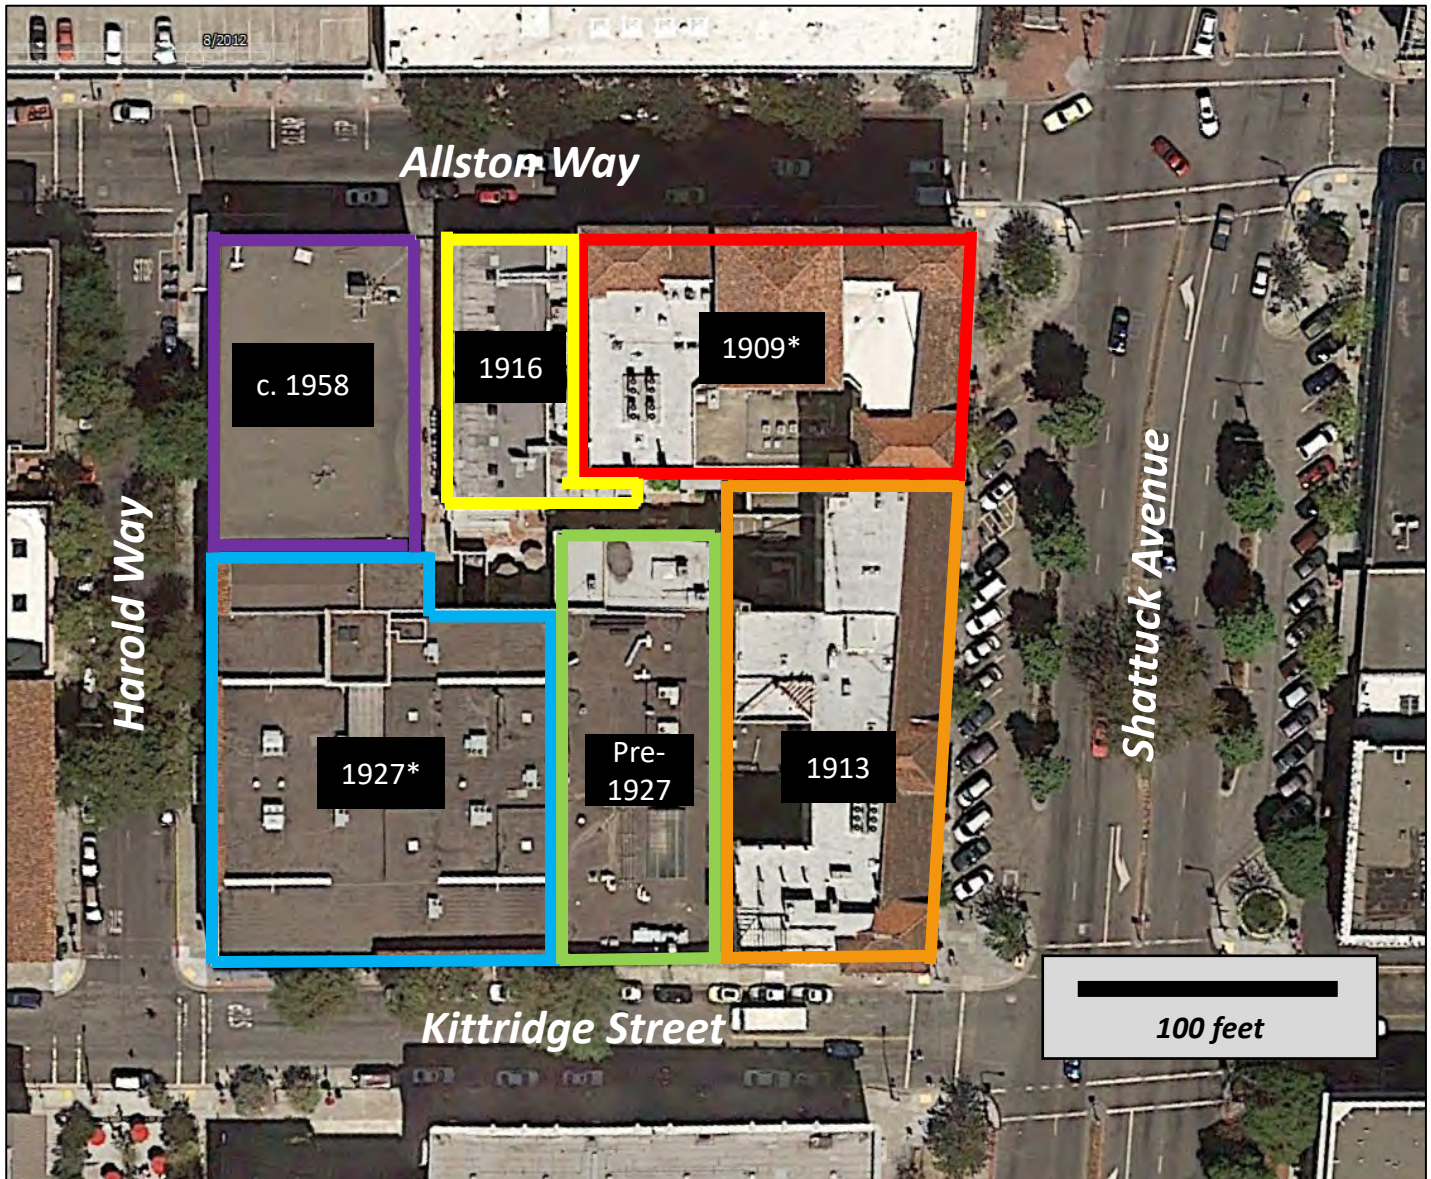 8/2012
Allston Way
c. 1958
1916
1909*
Harold Way
Shattuck Avenue
1927*
Pre-
1927
1913
Kittridge Street
100 feet
STOP